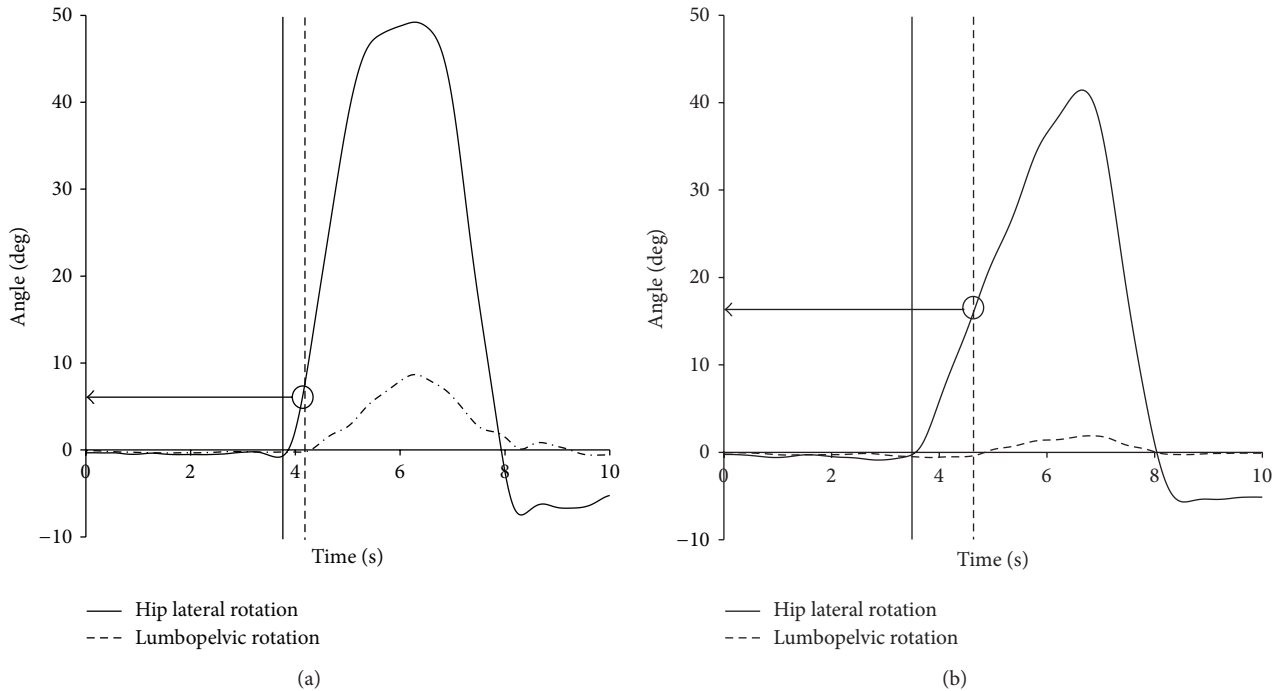 50
40
30
20
10
0
−10
Angle (deg)
0 2 4 6 8 10
Time (s)
Hip lateral rotation
Lumbopelvic rotation
(a)
50
40
30
20
10
0
−10
Angle (deg)
0 2 4 6 8 10
Time (s)
Hip lateral rotation
Lumbopelvic rotation
(b)